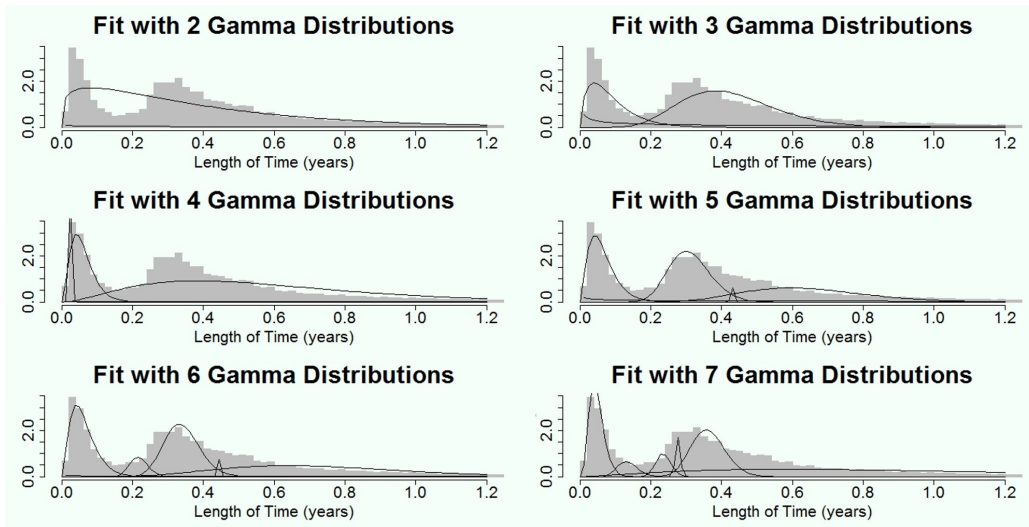 Fit with 2 Gamma Distributions
2.0
0.0
0.0 0.2 0.4 0.6 0.8 1.0 1.2
Length of Time (years)
Fit with 3 Gamma Distributions
2.0
0.0
0.0 0.2 0.4 0.6 0.8 1.0 1.2
Length of Time (years)
Fit with 4 Gamma Distributions
2.0
0.0
0.0 0.2 0.4 0.6 0.8 1.0 1.2
Length of Time (years)
Fit with 5 Gamma Distributions
2.0
0.0
0.0 0.2 0.4 0.6 0.8 1.0 1.2
Length of Time (years)
Fit with 6 Gamma Distributions
2.0
0.0
0.0 0.2 0.4 0.6 0.8 1.0 1.2
Length of Time (years)
Fit with 7 Gamma Distributions
2.0
0.0
0.0 0.2 0.4 0.6 0.8 1.0 1.2
Length of Time (years)